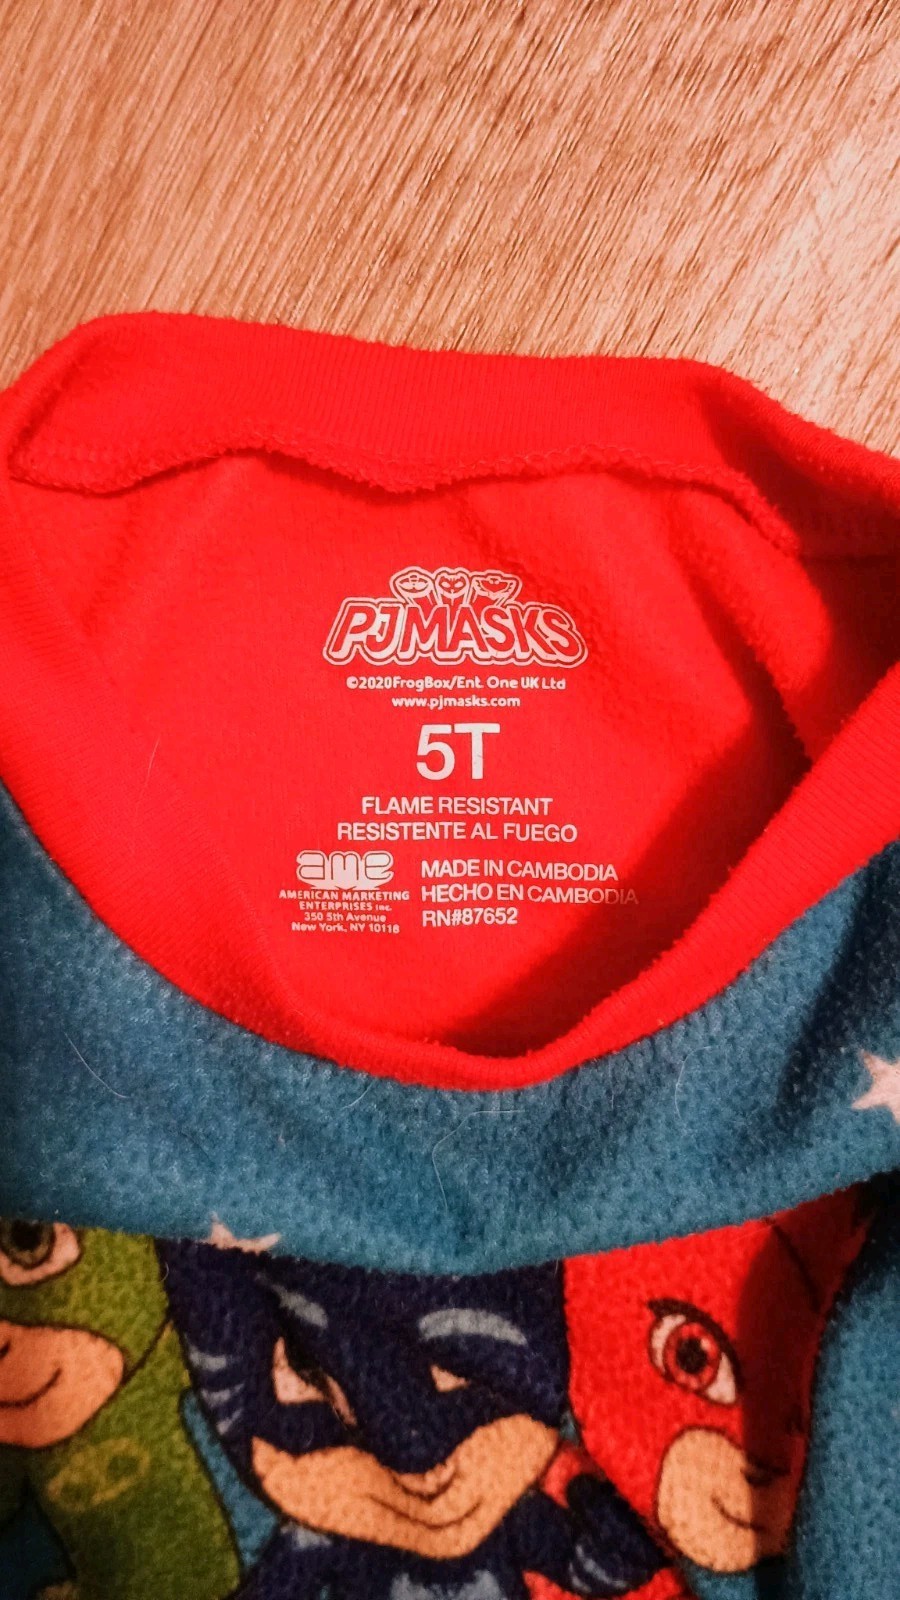 PJMASKS
©2020FrogBox/Ent. One UK Ltd
www.pjmasks.com
5T
FLAME RESISTANT
RESISTENTE AL FUEGO
ame
AMERICAN MARKETING
ENTERPRISES INC.
350 5th Avenue
New York, NY 10118
MADE IN CAMBODIA
HECHO EN CAMBODIA
RN#87652